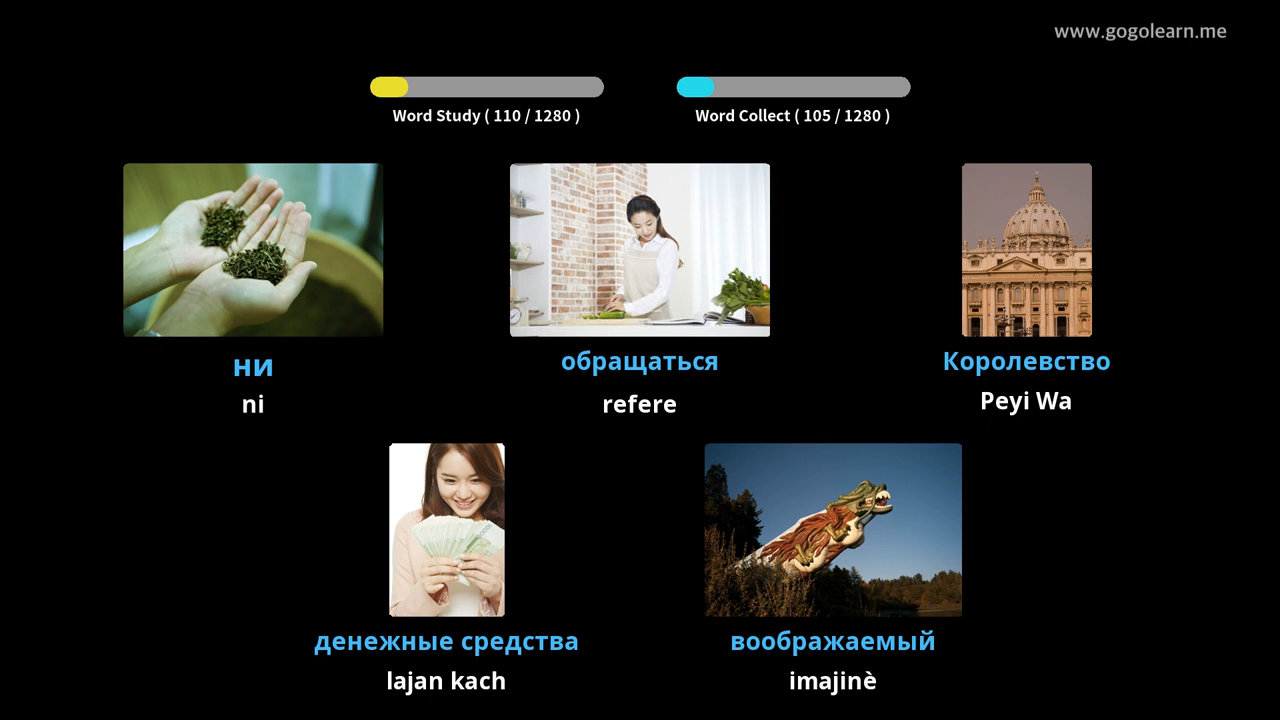 www.gogolearn.me
Word Study ( 110 / 1280 )
Word Collect ( 105 / 1280 )
ни
ni
обращаться
refere
Королевство
Peyi Wa
денежные средства
lajan kach
воображаемый
imajinè